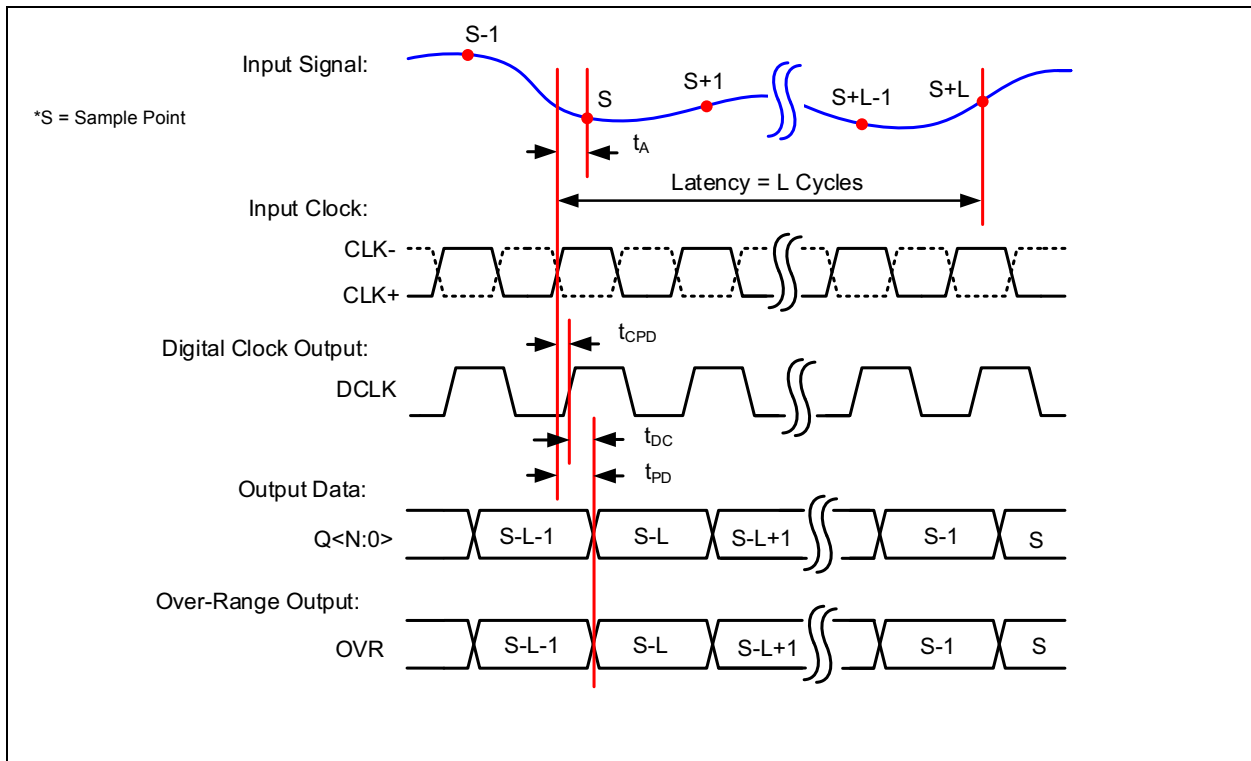 S-1
Input Signal:
S
S+1
S+L-1
S+L
*S = Sample Point
tA
Latency = L Cycles
Input Clock:
CLK-
CLK+
tCPD
Digital Clock Output:
DCLK
tDC
tPD
Output Data:
Q<N:0> S-L-1 S-L S-L+1 S-1 S
Over-Range Output:
OVR S-L-1 S-L S-L+1 S-1 S